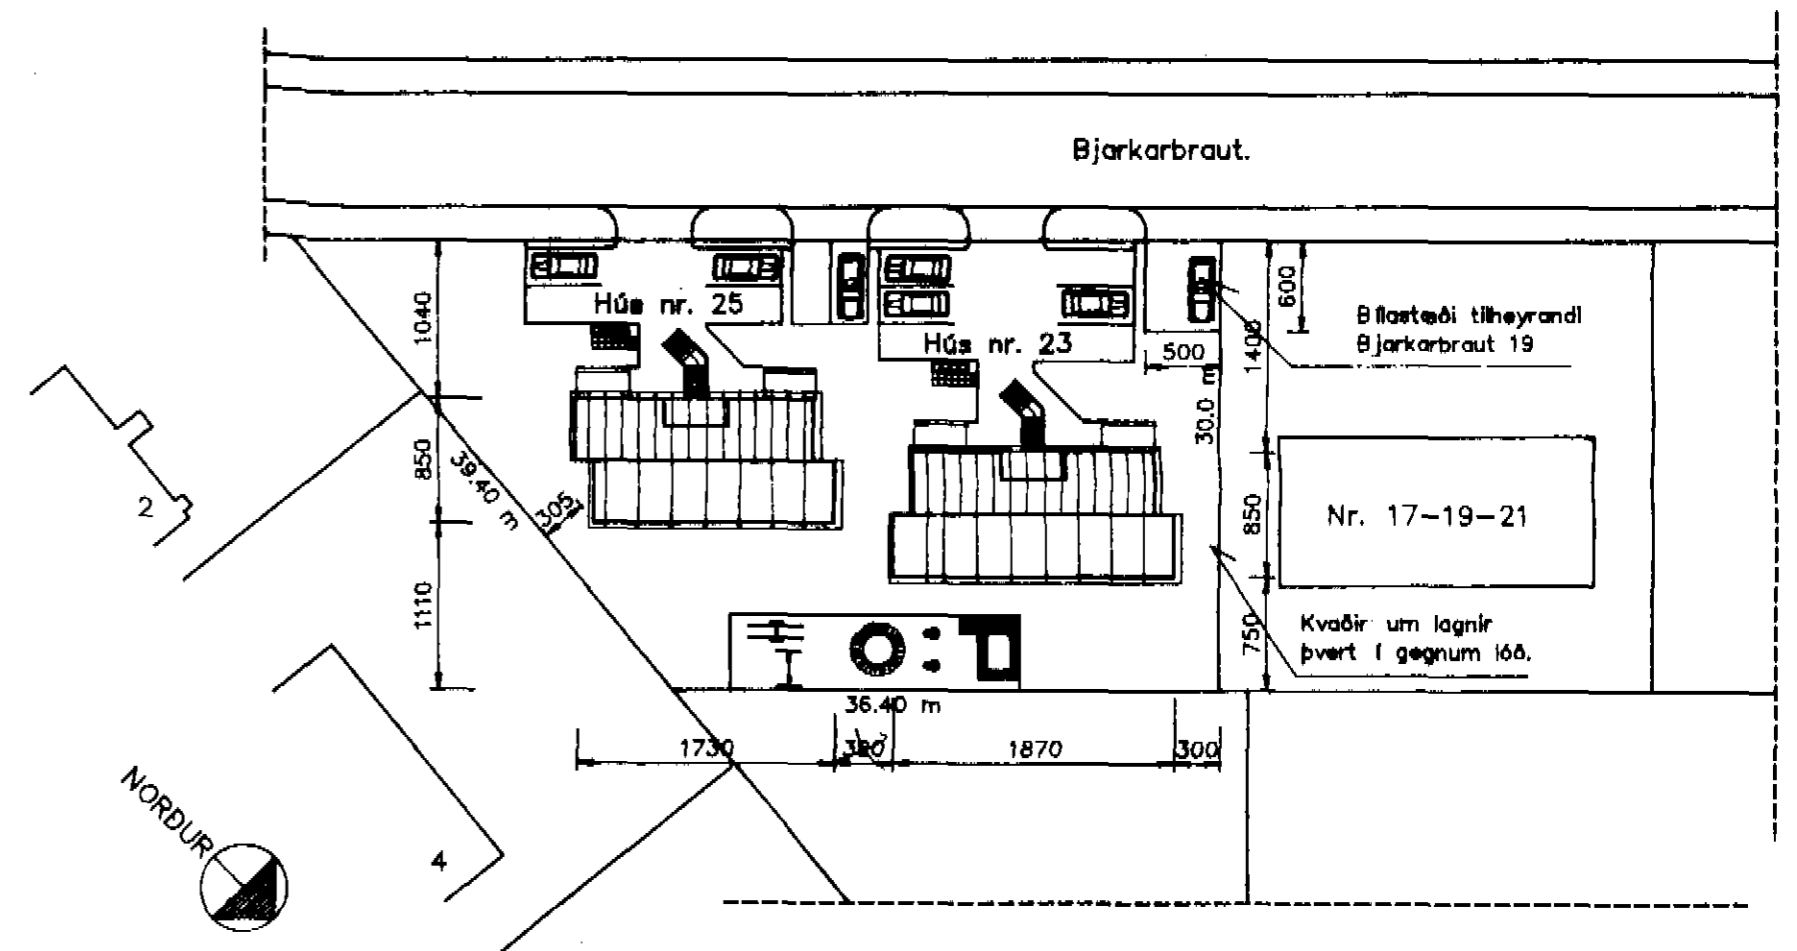 Bjarkarbraut.
Hús nr. 25
Hús nr. 23
1040
600
500
1400
Bílastæði tilheyrandi
Bjarkarbraut 19
30.0 m
850
39.40 m
305
2
850
Nr. 17-19-21
1110
750
Kvaðir um lagnir
þvert í gegnum lóð.
36.40 m
1730
1870
300
NORÐUR
4